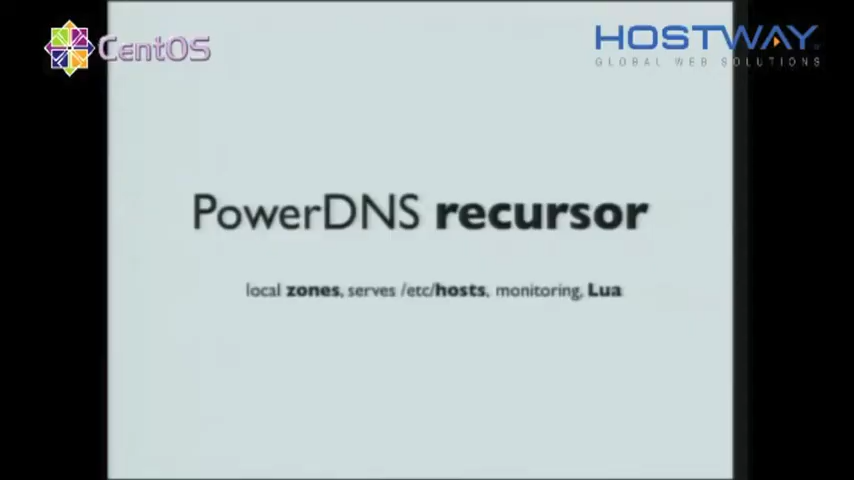 CentOS
HOSTWAY
GLOBAL WEB SOLUTIONS
PowerDNS recursor
local zones, serves /etc/hosts, monitoring, Lua